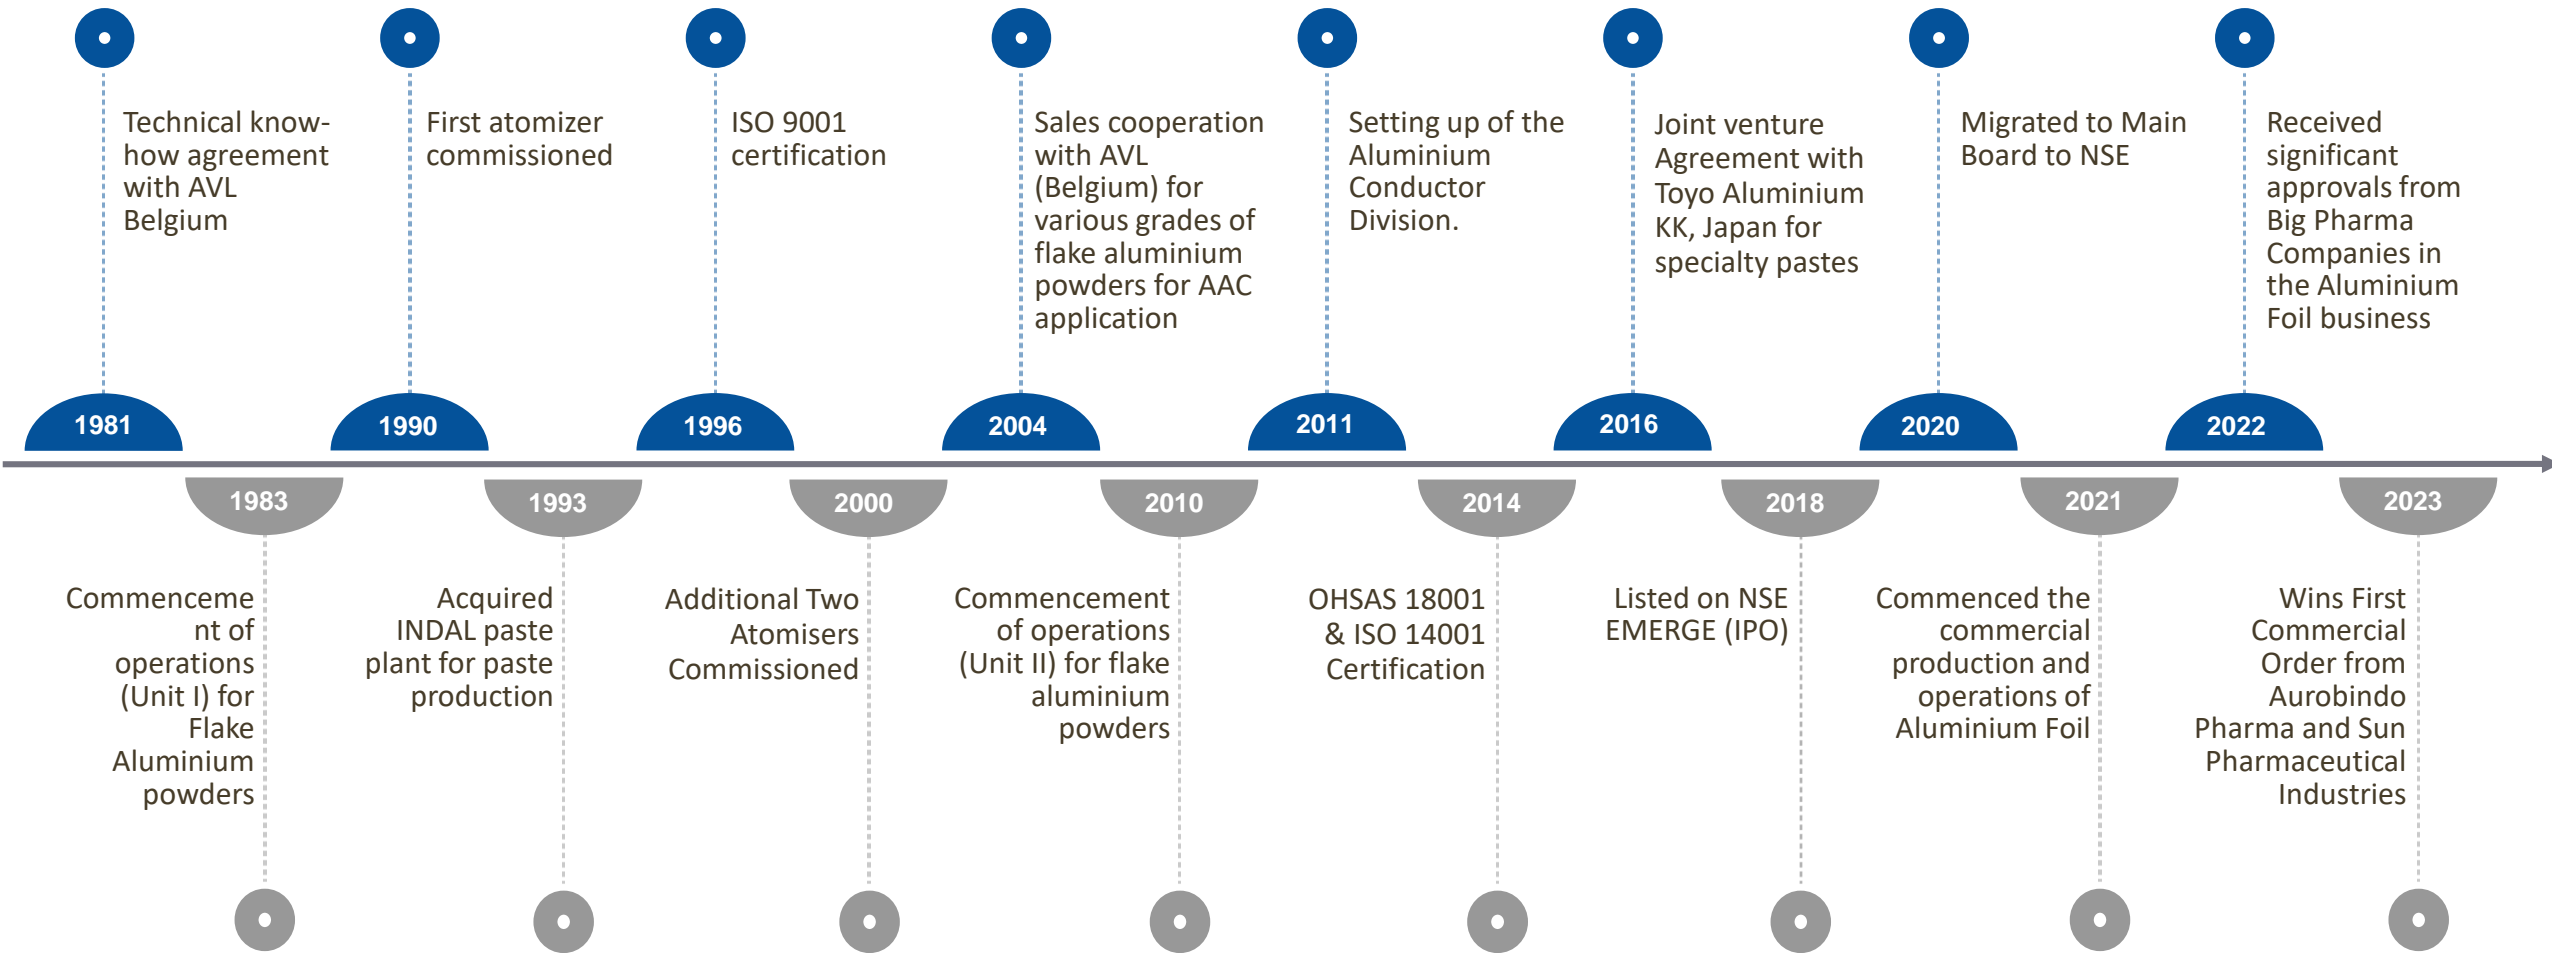 Technical know-
how agreement
with AVL
Belgium
First atomizer
commissioned
ISO 9001
certification
Sales cooperation
with AVL
(Belgium) for
various grades of
flake aluminium
powders for AAC
application
Setting up of the
Aluminium
Conductor
Division.
Joint venture
Agreement with
Toyo Aluminium
KK, Japan for
specialty pastes
Migrated to Main
Board to NSE
Received
significant
approvals from
Big Pharma
Companies in
the Aluminium
Foil business
1981
1990
1996
2004
2011
2016
2020
2022
1983
1993
2000
2010
2014
2018
2021
2023
Commenceme
nt of
operations
(Unit I) for
Flake
Aluminium
powders
Acquired
INDAL paste
plant for paste
production
Additional Two
Atomisers
Commissioned
Commencement
of operations
(Unit II) for flake
aluminium
powders
OHSAS 18001
& ISO 14001
Certification
Listed on NSE
EMERGE (IPO)
Commenced the
commercial
production and
operations of
Aluminium Foil
Wins First
Commercial
Order from
Aurobindo
Pharma and Sun
Pharmaceutical
Industries